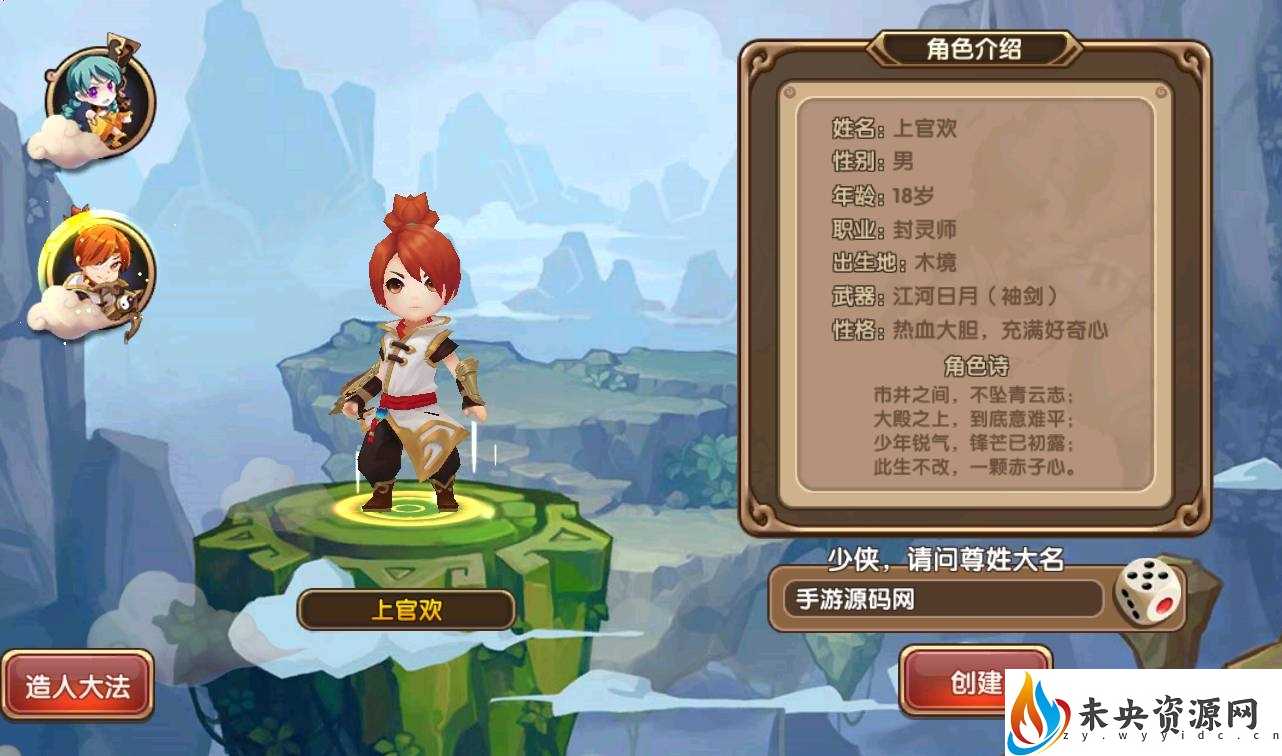 角色介绍
姓名：上官欢
性别：男
年龄：18岁
职业：封灵师
出生地：木境
武器：江河日月（袖剑）
性格：热血大胆，充满好奇心
角色诗
市井之间，不坠青云志；
大殿之上，到底意难平；
少年锐气，锋芒已初露；
此生不改，一颗赤子心。
少侠，请问尊姓大名
手游源码网
上官欢
造人大法
创建
未央资源网
zy.wyyidc.cn